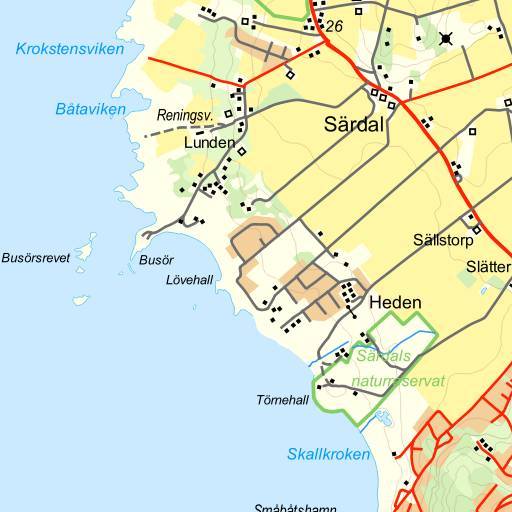 26
Krokstensviken
Båtaviken
Reningsv.
Särdal
Lunden
Sällstorp
Busörsrevet
Busör
Slätter
Lövehall
Heden
Särdals
naturreservat
Törnehall
Skallkroken
Småbåtshamn